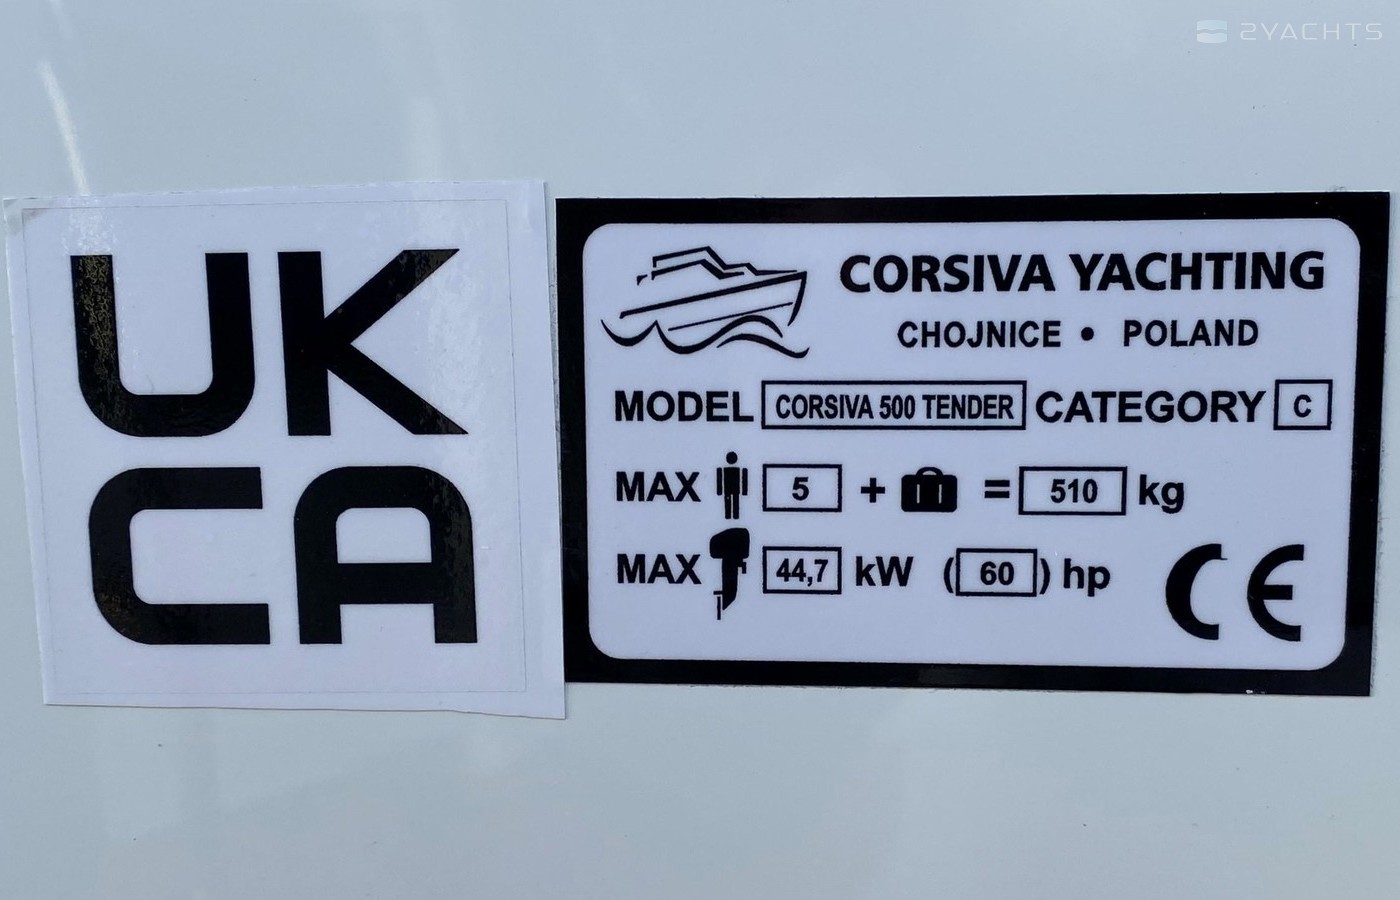 2YACHTS
UK
CA
CORSIVA YACHTING
CHOJNICE • POLAND
MODEL CORSIVA 500 TENDER CATEGORY C
MAX 5 + = 510 kg
MAX 44,7 kW (60) hp
CE